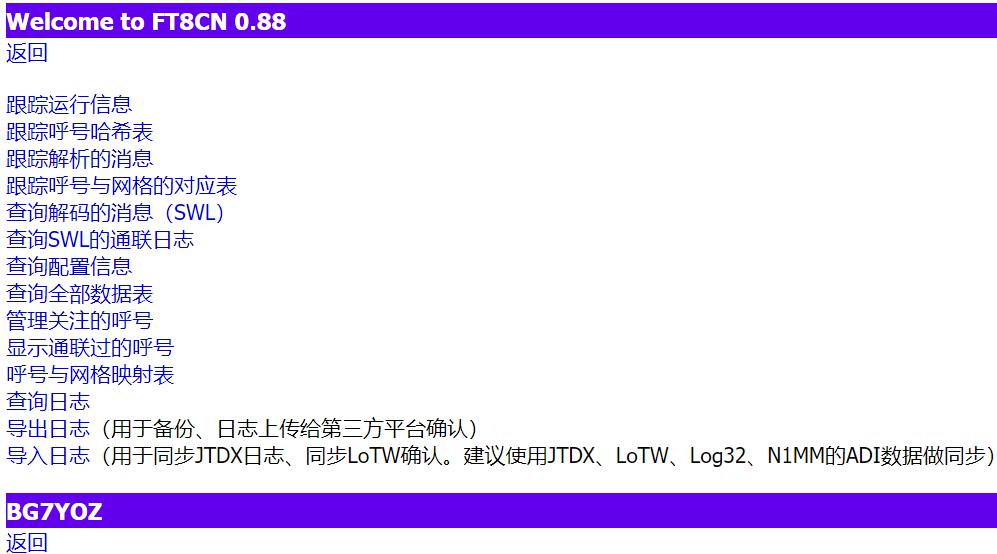 Welcome to FT8CN 0.88
返回
跟踪运行信息
跟踪呼号哈希表
跟踪解析的消息
跟踪呼号与网格的对应表
查询解码的消息（SWL）
查询SWL的通联日志
查询配置信息
查询全部数据表
管理关注的呼号
显示通联过的呼号
呼号与网格映射表
查询日志
导出日志（用于备份、日志上传给第三方平台确认）
导入日志（用于同步JTDX日志、同步LoTW确认。建议使用JTDX、LoTW、Log32、N1MM的ADI数据做同步）
BG7YOZ
返回